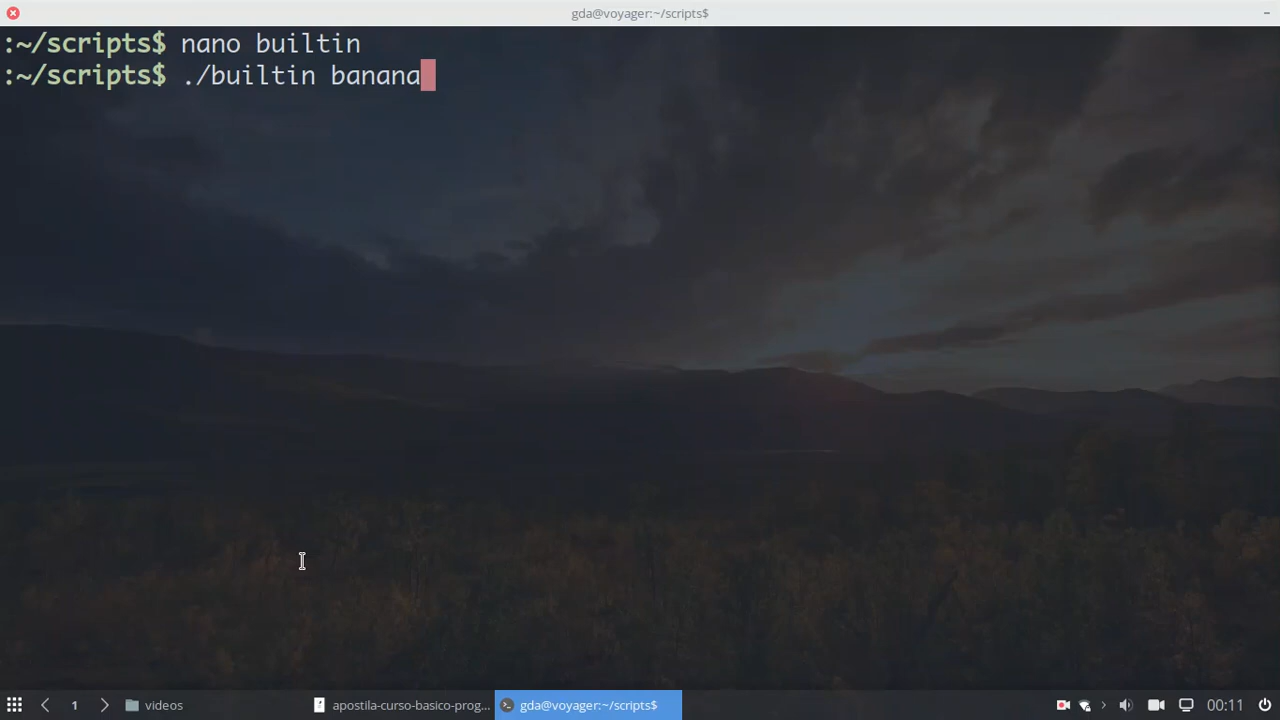 gda@voyager:~/scripts$
:~/scripts$ nano builtin
:~/scripts$ ./builtin banana
1
videos
apostila-curso-basico-prog...
gda@voyager:~/scripts$
00:11